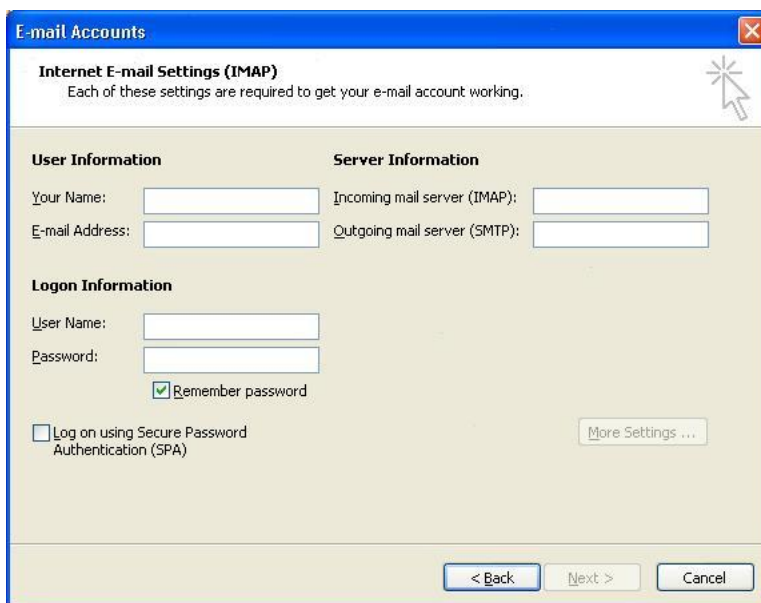 E-mail Accounts
Internet E-mail Settings (IMAP)
Each of these settings are required to get your e-mail account working.
User Information
Your Name:
E-mail Address:
Server Information
Incoming mail server (IMAP):
Outgoing mail server (SMTP):
Logon Information
User Name:
Password:
Remember password
Log on using Secure Password
Authentication (SPA)
More Settings ...
< Back
Next >
Cancel